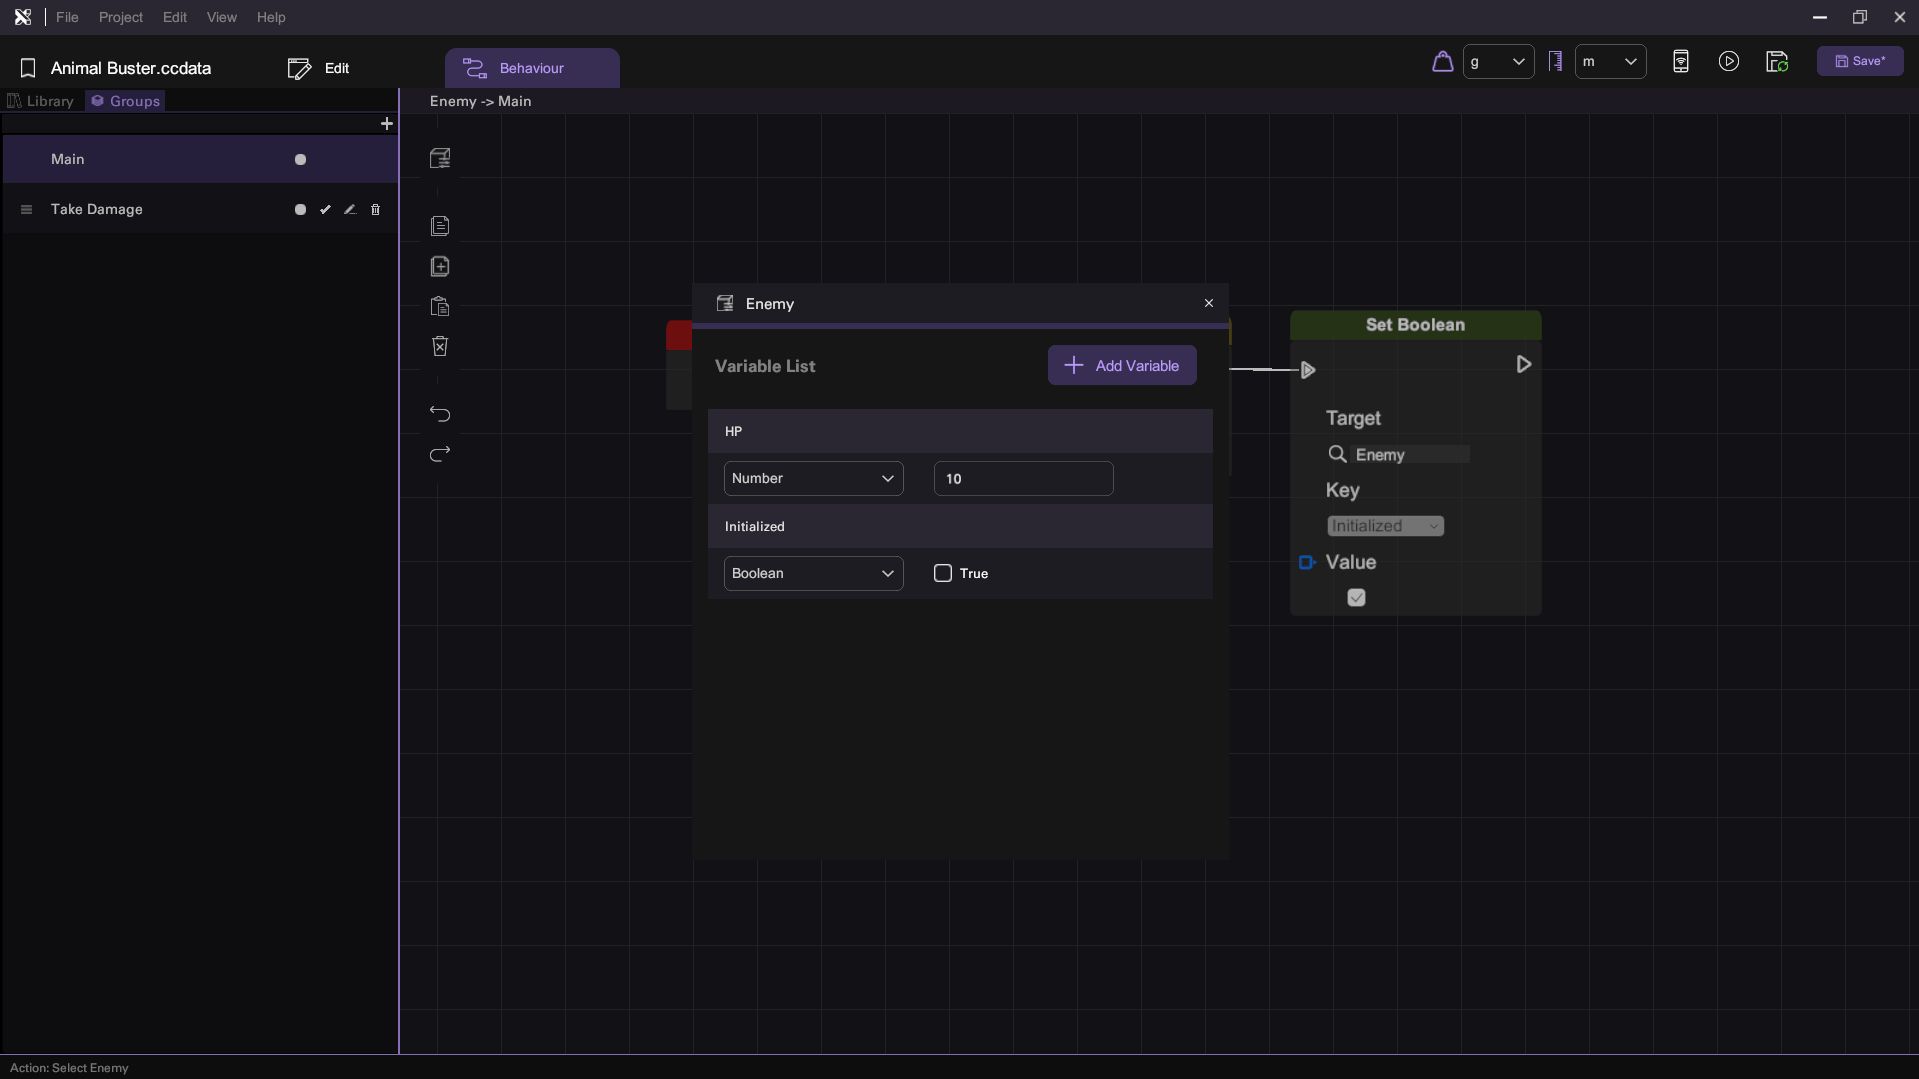 File Project Edit View Help
Animal Buster.ccdata Edit Behaviour g m Save*
Library Groups Enemy -> Main
Main
Take Damage
Enemy
Variable List Add Variable
HP
Number 10
Initialized
Boolean True
Set Boolean
Target
Enemy
Key
Initialized
Value
Action: Select Enemy